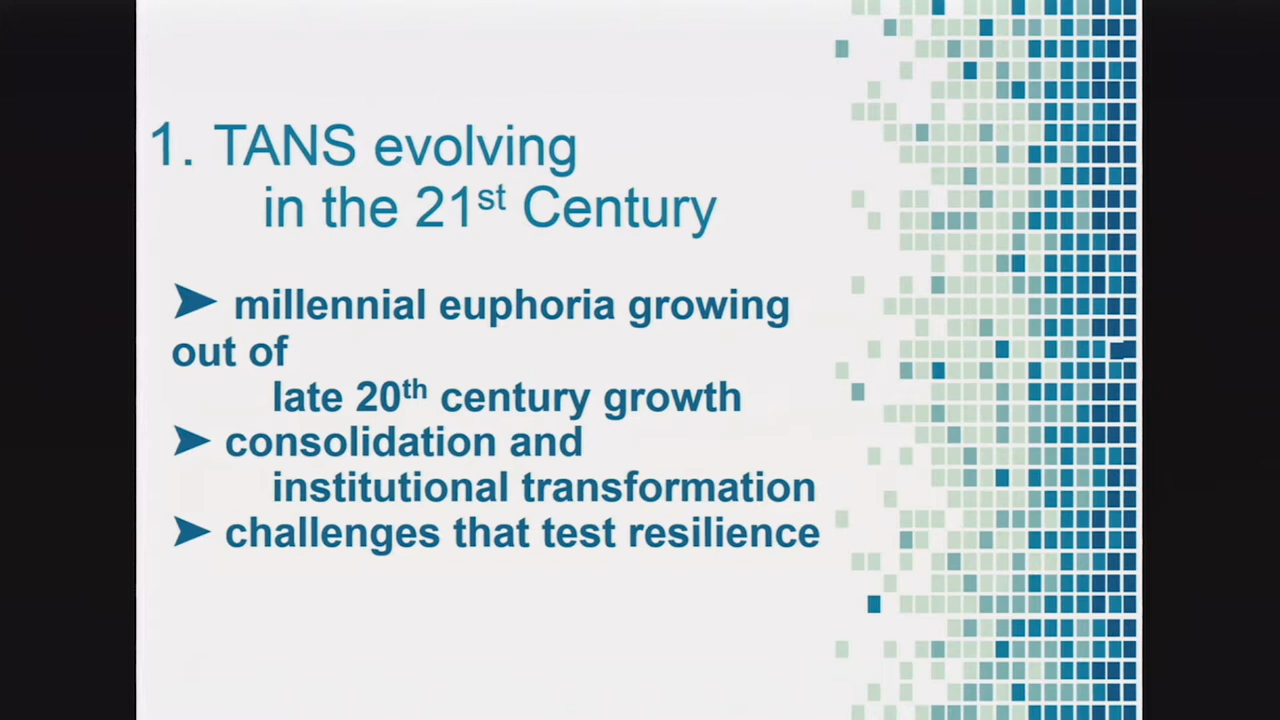 1. TANS evolving
in the 21st Century
➤ millennial euphoria growing
out of
late 20th century growth
➤ consolidation and
institutional transformation
➤ challenges that test resilience